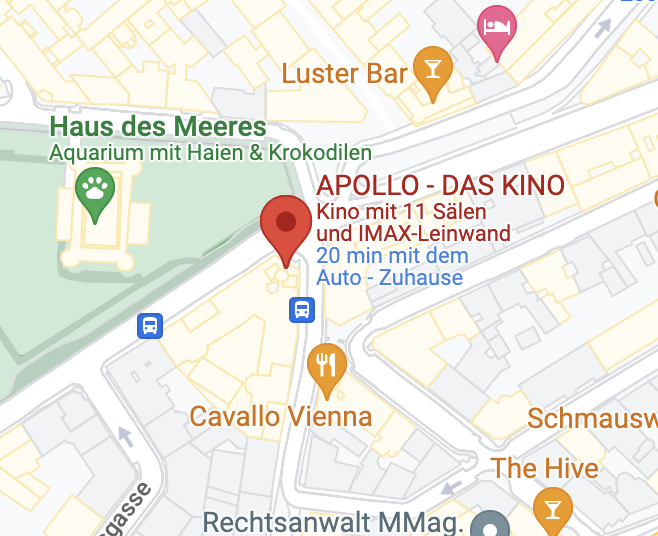 Luster Bar
Haus des Meeres
Aquarium mit Haien & Krokodilen
APOLLO - DAS KINO
Kino mit 11 Sälen
und IMAX-Leinwand
20 min mit dem
Auto - Zuhause
Cavallo Vienna
Schmausw
The Hive
sgasse
Rechtsanwalt MMag.